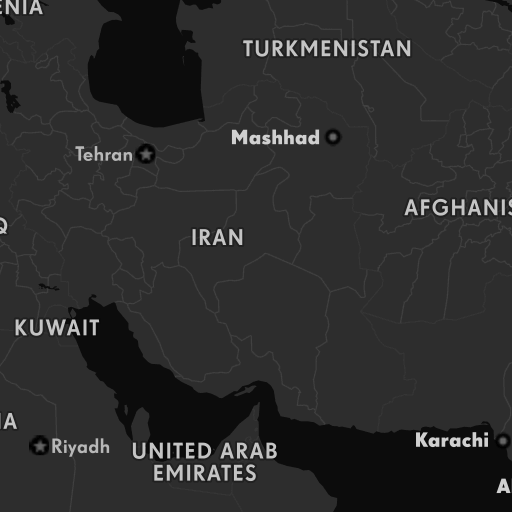 ENIA
TURKMENISTAN
Mashhad
Tehran
AFGHANIS
Q
IRAN
KUWAIT
IA
Riyadh
UNITED ARAB
EMIRATES
Karachi
A